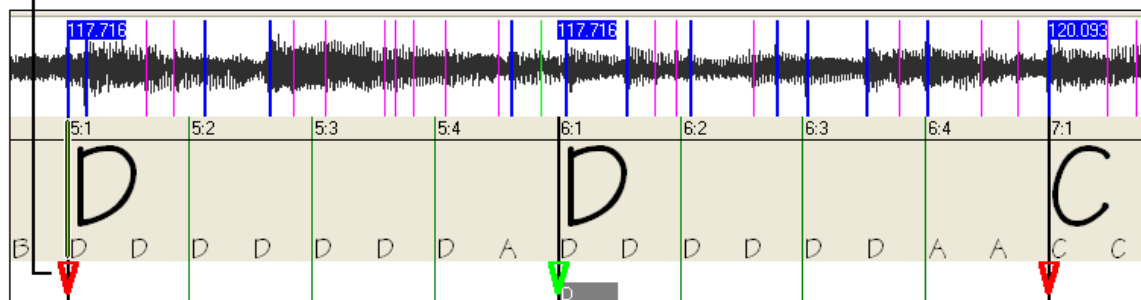 117.716 117.716 120.093
5:1 5:2 5:3 5:4 6:1 6:2 6:3 6:4 7:1
D D C
B D D D D D D D A D D D D D D A A C C
D